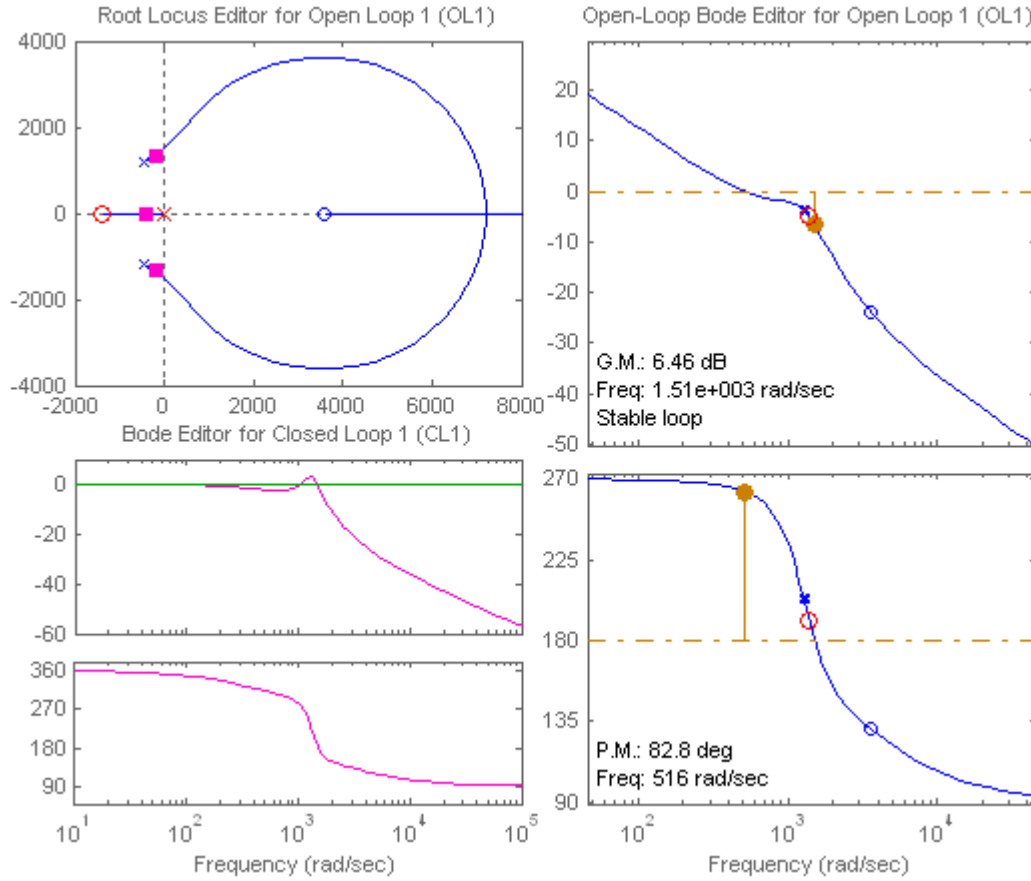 Root Locus Editor for Open Loop 1 (OL1)
4000
2000
0
-2000
-4000
-2000 0 2000 4000 6000 8000
Open-Loop Bode Editor for Open Loop 1 (OL1)
20
10
0
-10
-20
-30
-40
-50
G.M.: 6.46 dB
Freq: 1.51e+003 rad/sec
Stable loop
Bode Editor for Closed Loop 1 (CL1)
0
-20
-40
-60
360
270
180
90
10^1 10^2 10^3 10^4 10^5
Frequency (rad/sec)
270
225
180
135
90
P.M.: 82.8 deg
Freq: 516 rad/sec
10^2 10^3 10^4
Frequency (rad/sec)